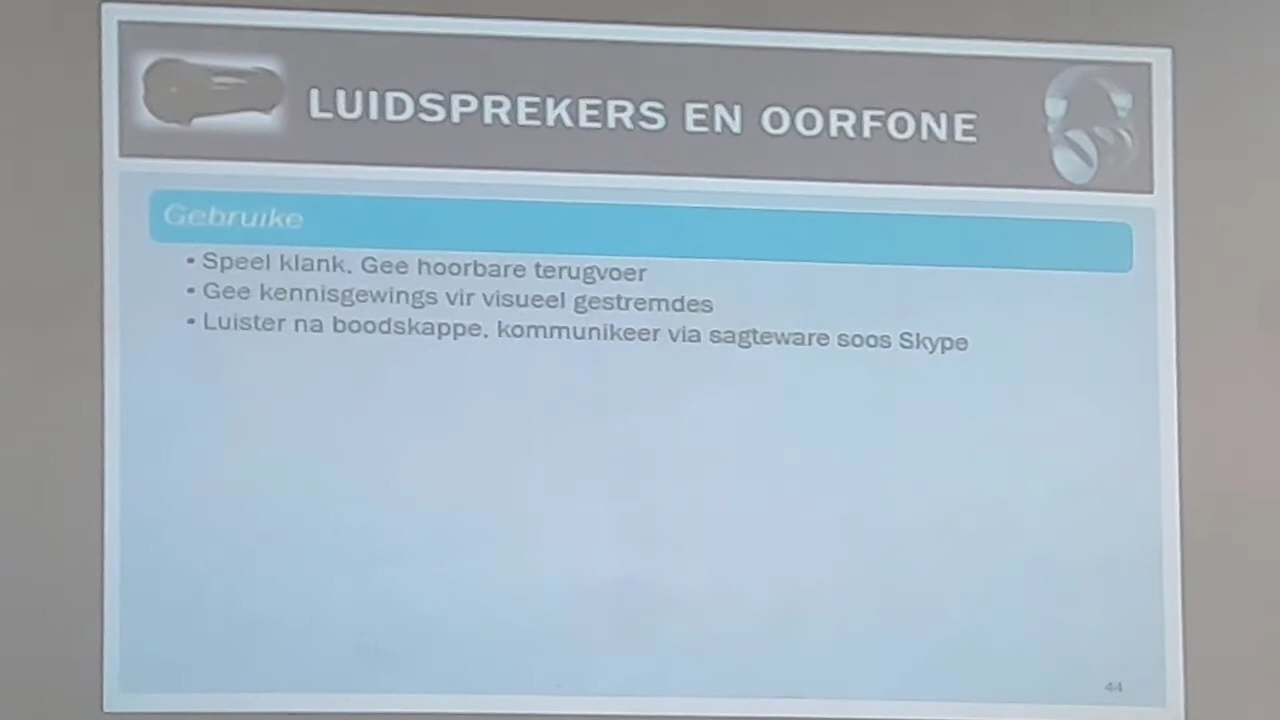 LUIDSPREKERS EN OORFONE
Gebruike
• Speel klank. Gee hoorbare terugvoer
• Gee kennisgewings vir visueel gestremdes
• Luister na boodskappe, kommunikeer via sagteware soos Skype
44